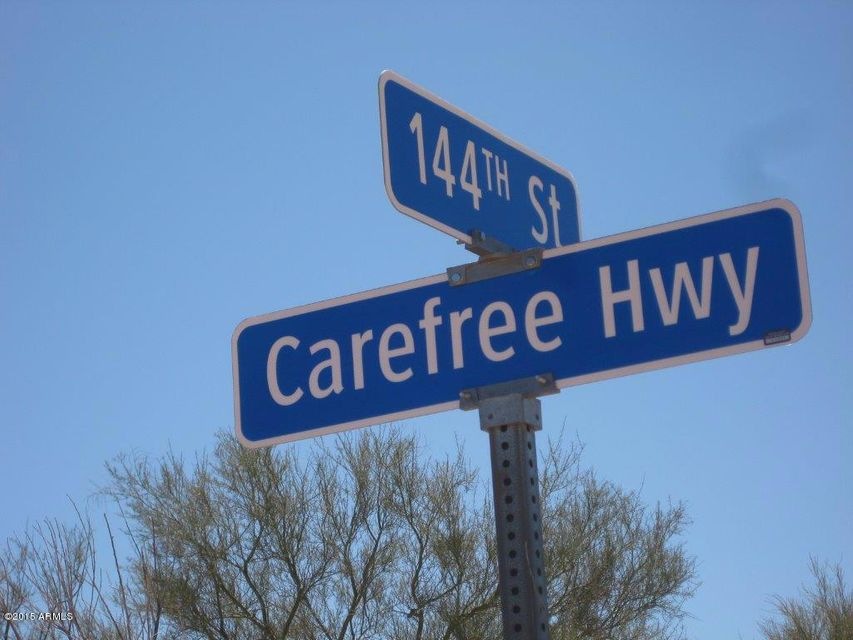 144TH St
Carefree Hwy
©2015 ARMLS